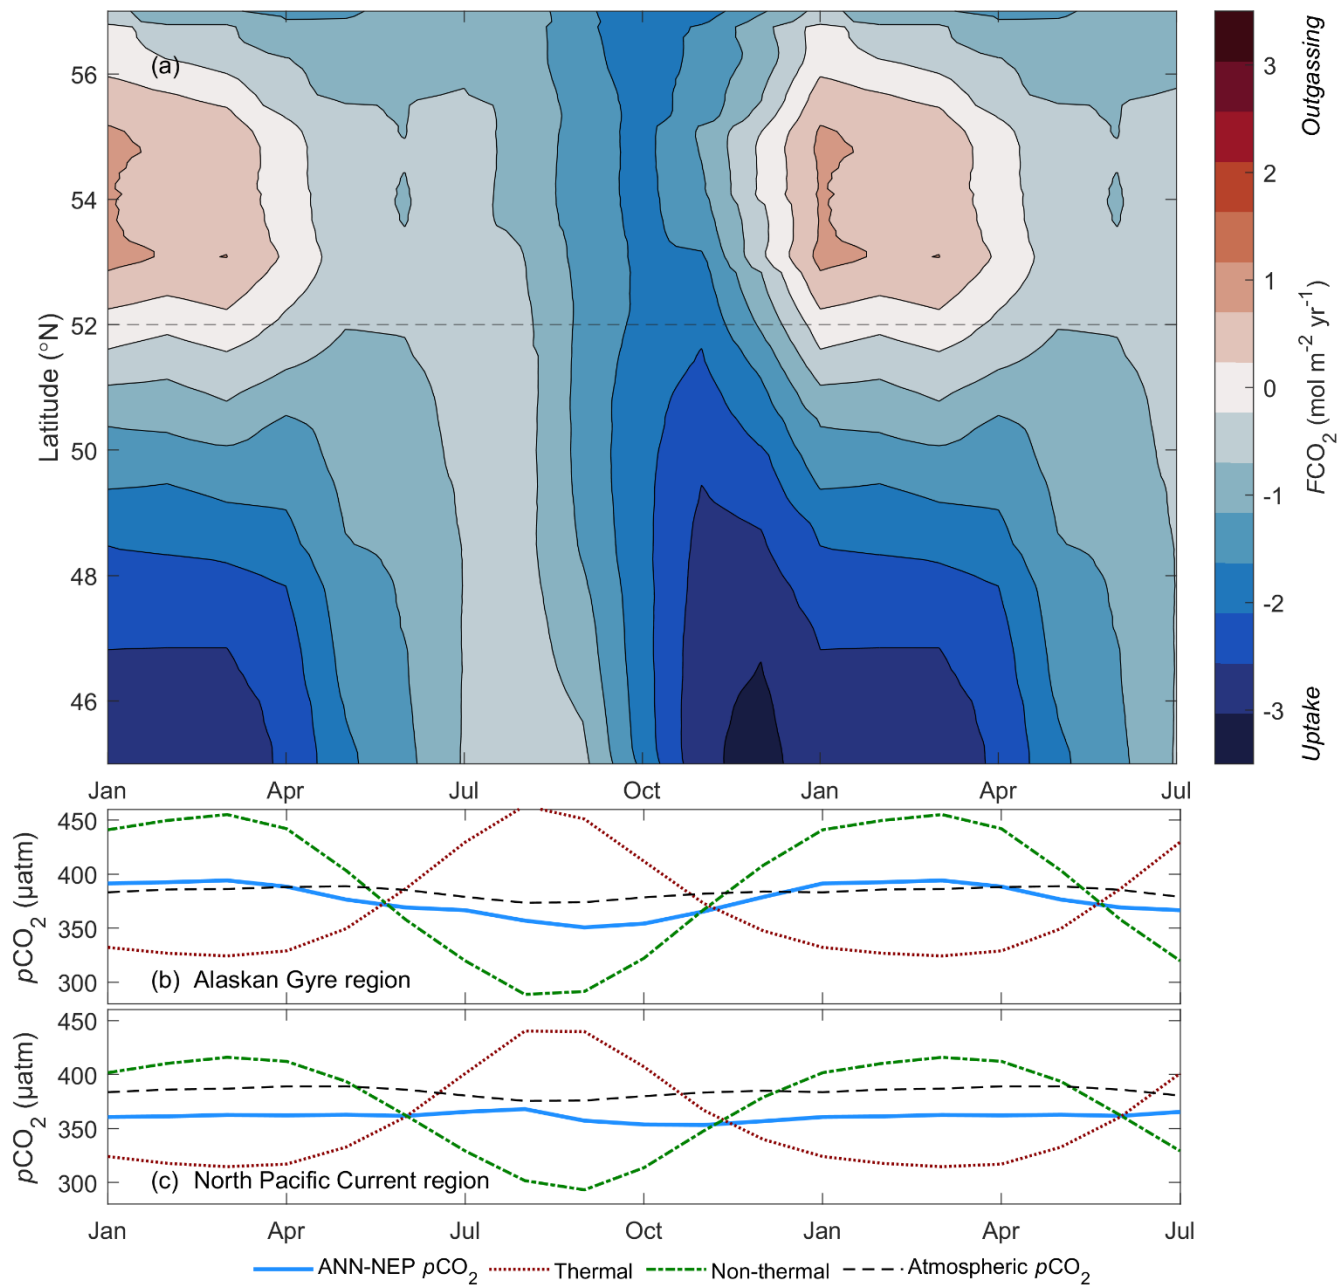 (a)
56
54
52
50
48
46
Latitude (°N)
Jan Apr Jul Oct Jan Apr Jul
Outgassing
3
2
1
0
-1
-2
-3
Uptake
FCO₂ (mol m⁻² yr⁻¹)
450
400
350
300
pCO₂ (µatm)
(b) Alaskan Gyre region
450
400
350
300
pCO₂ (µatm)
(c) North Pacific Current region
Jan Apr Jul Oct Jan Apr Jul
ANN-NEP pCO₂ Thermal Non-thermal Atmospheric pCO₂